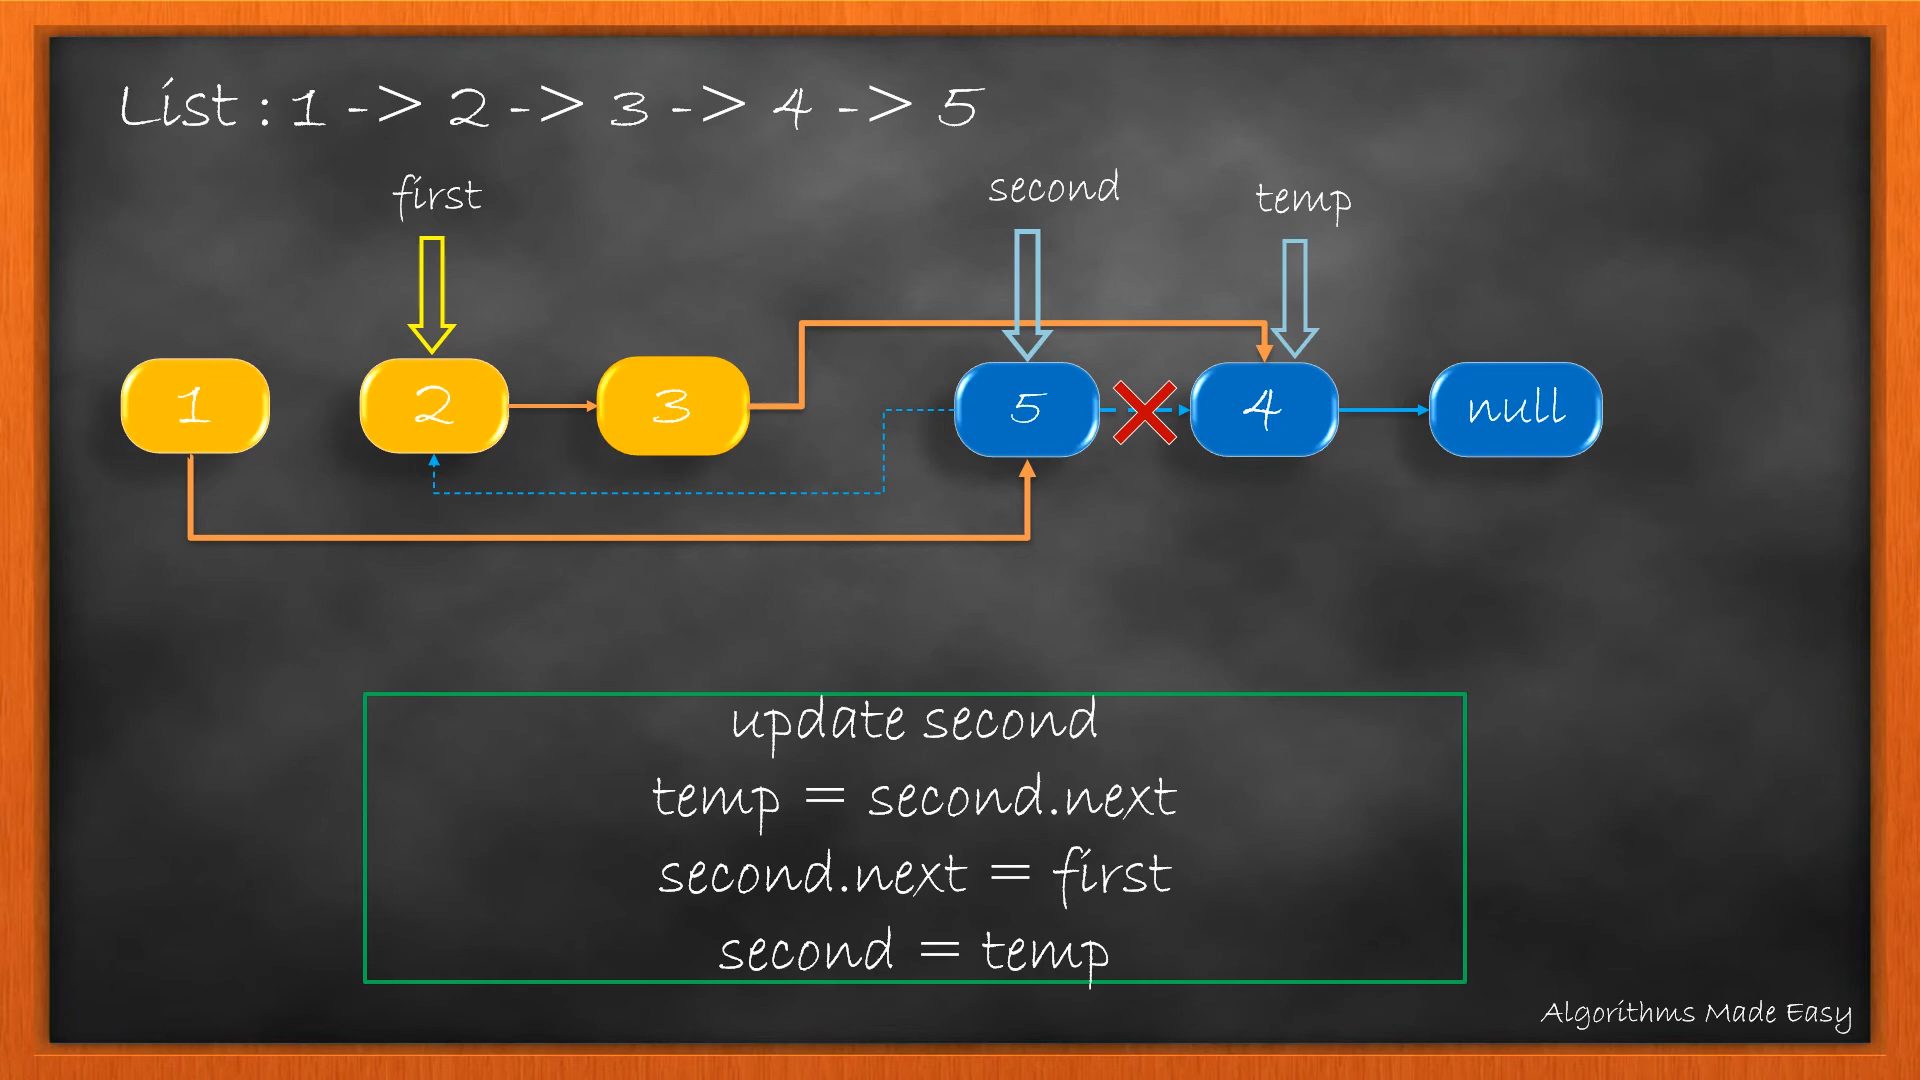 List : 1 -> 2 -> 3 -> 4 -> 5
first
second
temp
1
2
3
5
4
null
update second
temp = second.next
second.next = first
second = temp
Algorithms Made Easy